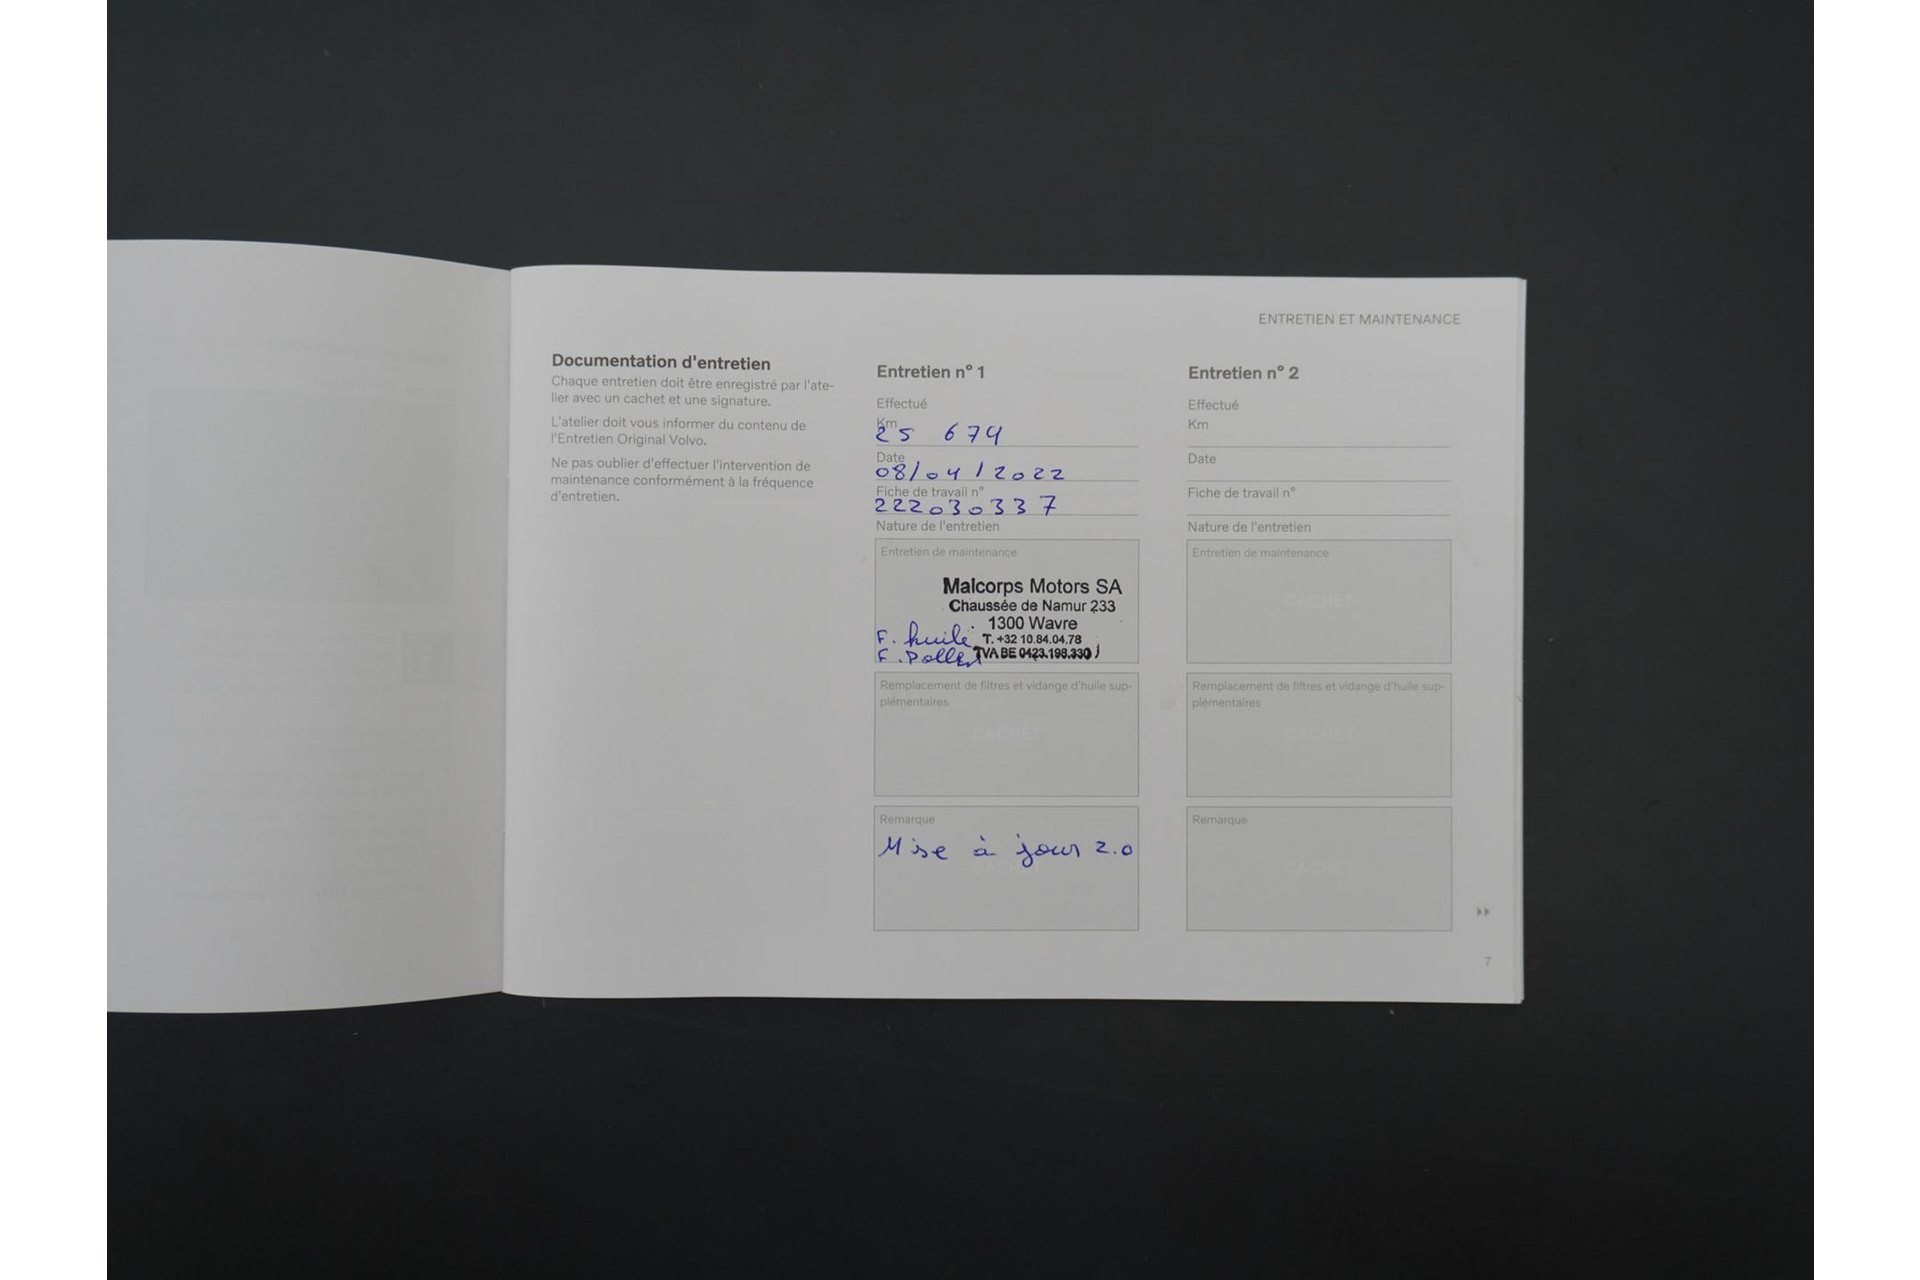 ENTRETIEN ET MAINTENANCE
Documentation d'entretien
Chaque entretien doit être enregistré par l'ate-
lier avec un cachet et une signature.
L'atelier doit vous informer du contenu de
l'Entretien Original Volvo.
Ne pas oublier d'effectuer l'intervention de
maintenance conformément à la fréquence
d'entretien.
Entretien n° 1
Effectué
Km
25 674
Date
08/04/2022
Fiche de travail n°
222030337
Nature de l'entretien
Entretien de maintenance
Malcorps Motors SA
Chaussée de Namur 233
1300 Wavre
F. huile T. +32 10.84.04.78
F. Pollen TVA BE 0423.198.330
Remplacement de filtres et vidange d'huile sup-
plémentaires
CACHET
Remarque
Mise à jour 2.0
CACHET
Entretien n° 2
Effectué
Km
Date
Fiche de travail n°
Nature de l'entretien
Entretien de maintenance
CACHET
Remplacement de filtres et vidange d'huile sup-
plémentaires
CACHET
Remarque
CACHET
7